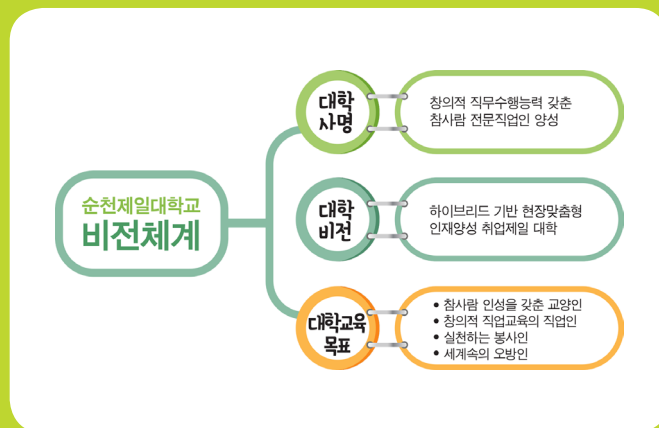 순천제일대학교
비전체계
대학
사명
창의적 직무수행능력 갖춘
참사람 전문직업인 양성
대학
비전
하이브리드 기반 현장맞춤형
인재양성 취업제일 대학
대학교육
목표
• 참사람 인성을 갖춘 교양인
• 창의적 직업교육의 직업인
• 실천하는 봉사인
• 세계속의 오방인